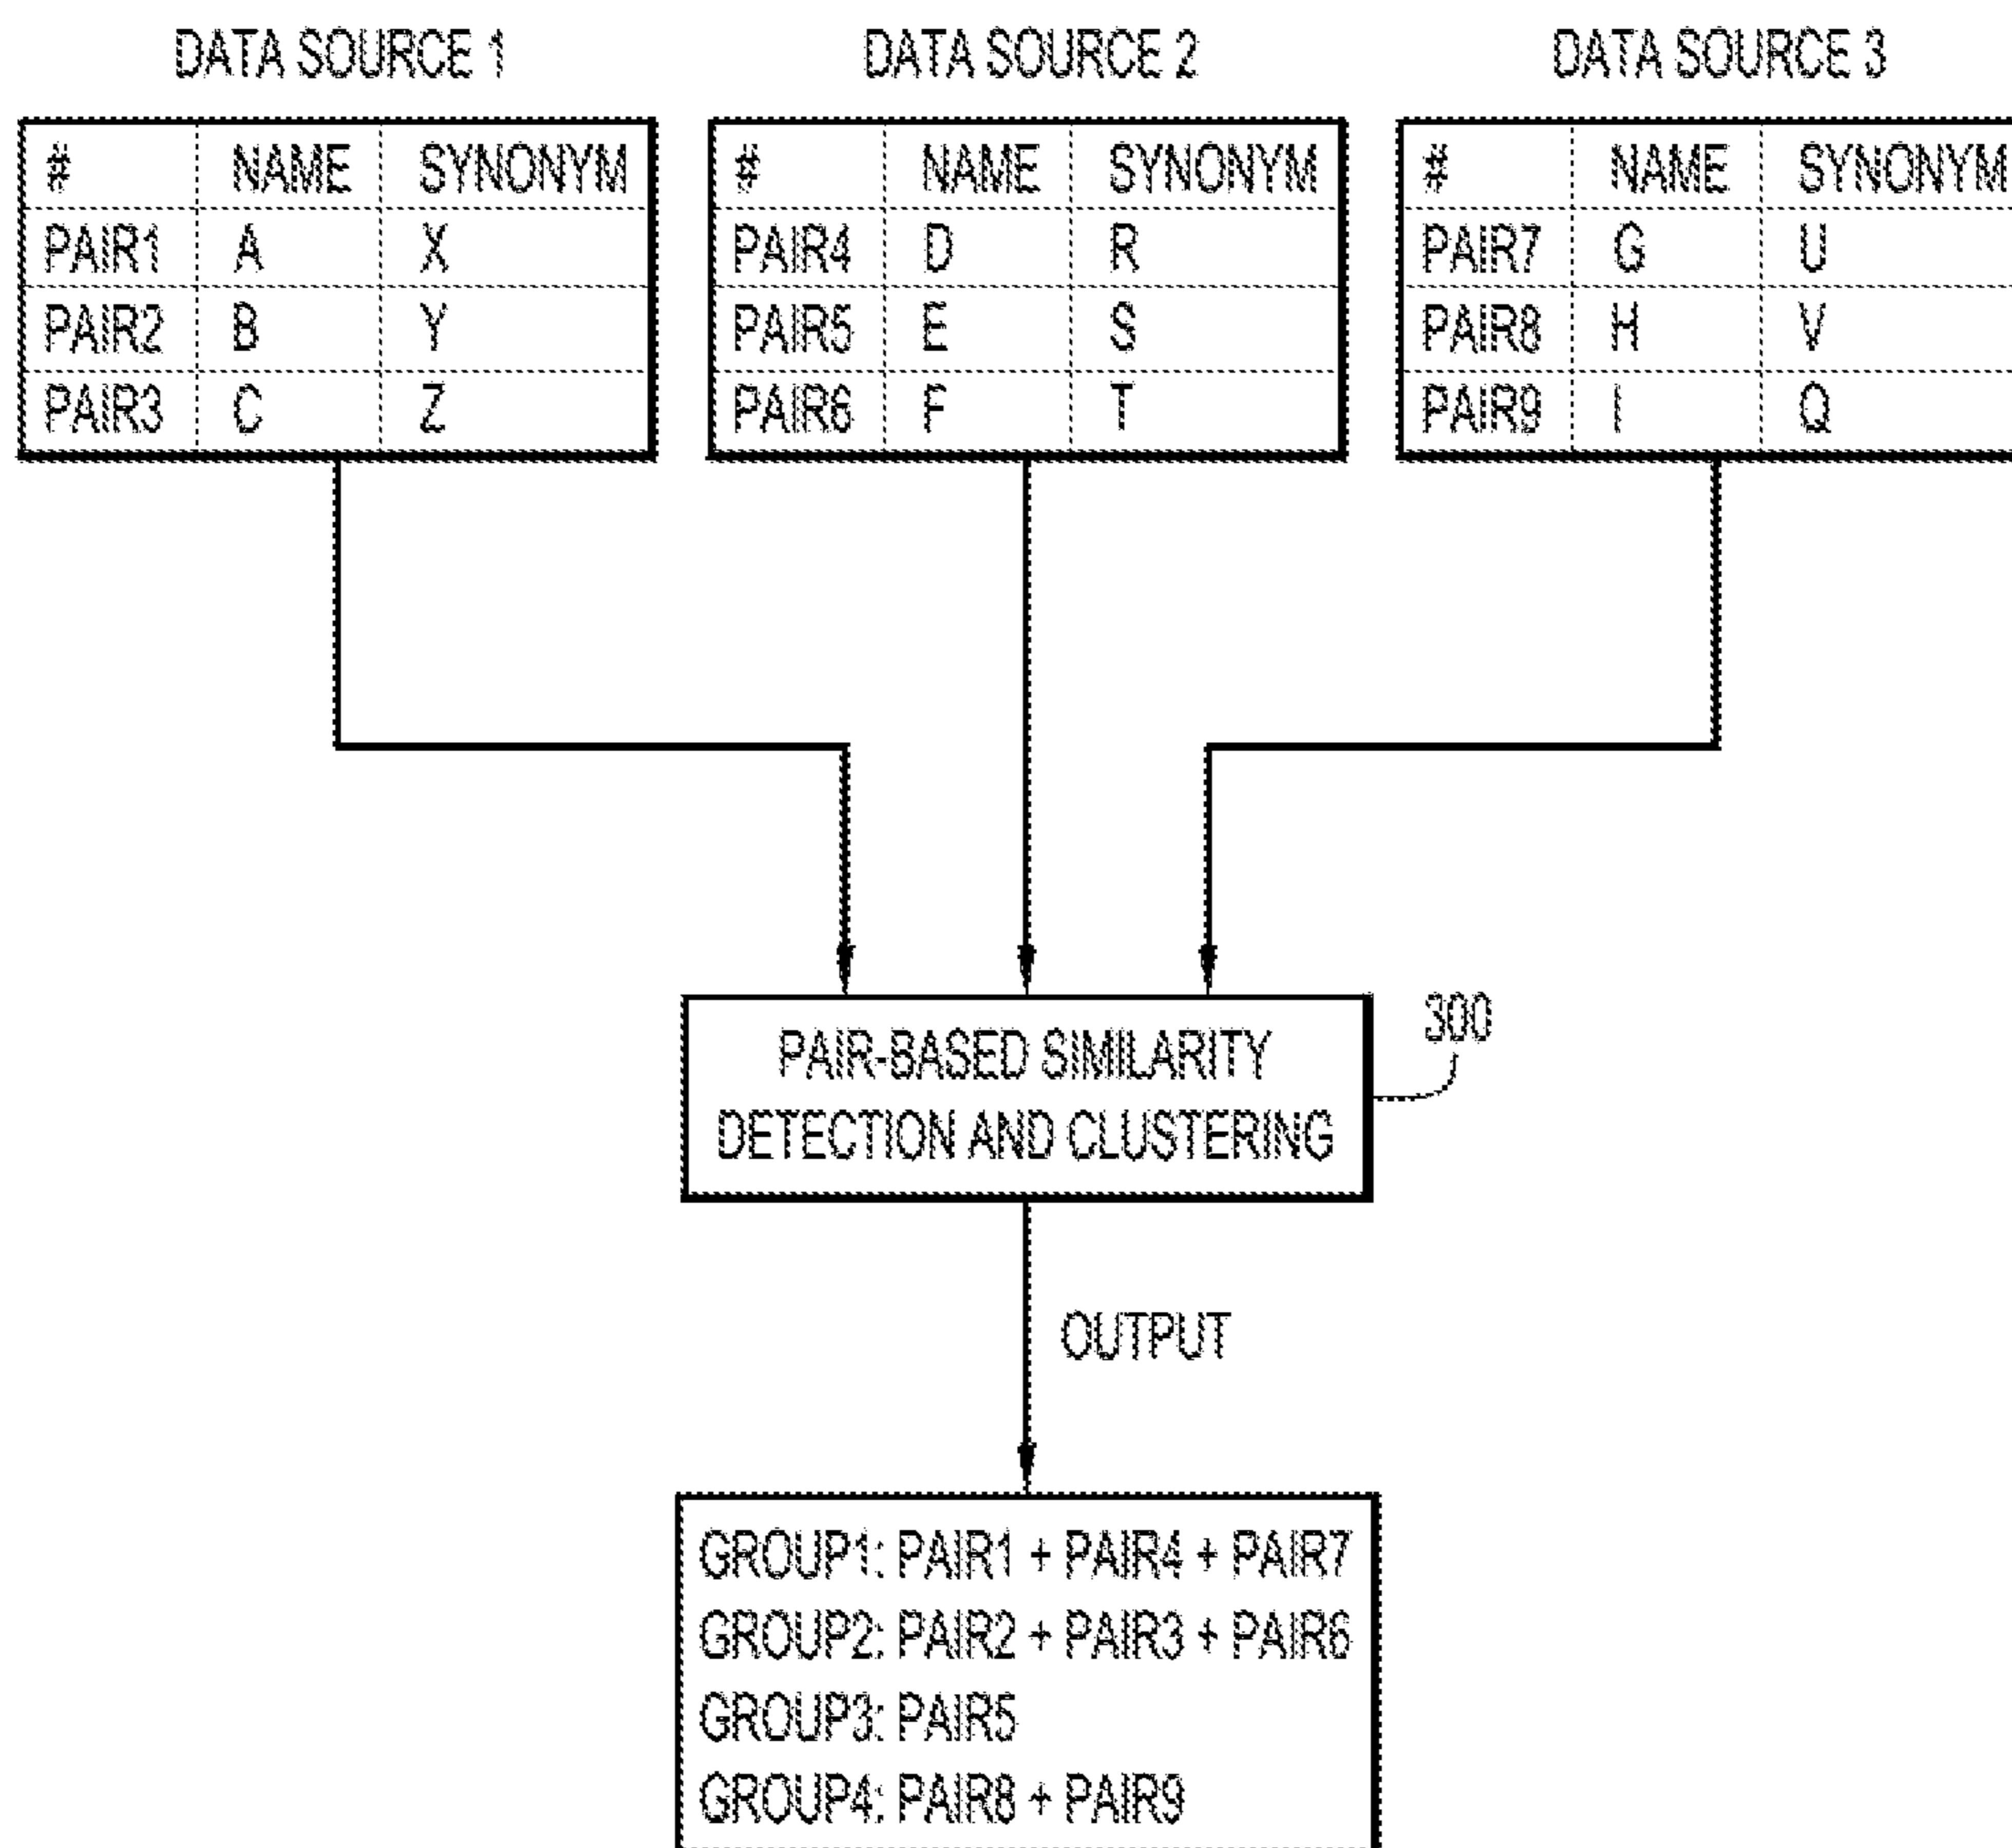 DATA SOURCE 1
# NAME SYNONYM
PAIR1 A X
PAIR2 B Y
PAIR3 C Z
DATA SOURCE 2
# NAME SYNONYM
PAIR4 D R
PAIR5 E S
PAIR6 F T
DATA SOURCE 3
# NAME SYNONYM
PAIR7 G U
PAIR8 H V
PAIR9 I Q
PAIR-BASED SIMILARITY
DETECTION AND CLUSTERING
300
OUTPUT
GROUP1: PAIR1 + PAIR4 + PAIR7
GROUP2: PAIR2 + PAIR3 + PAIR6
GROUP3: PAIR5
GROUP4: PAIR8 + PAIR9